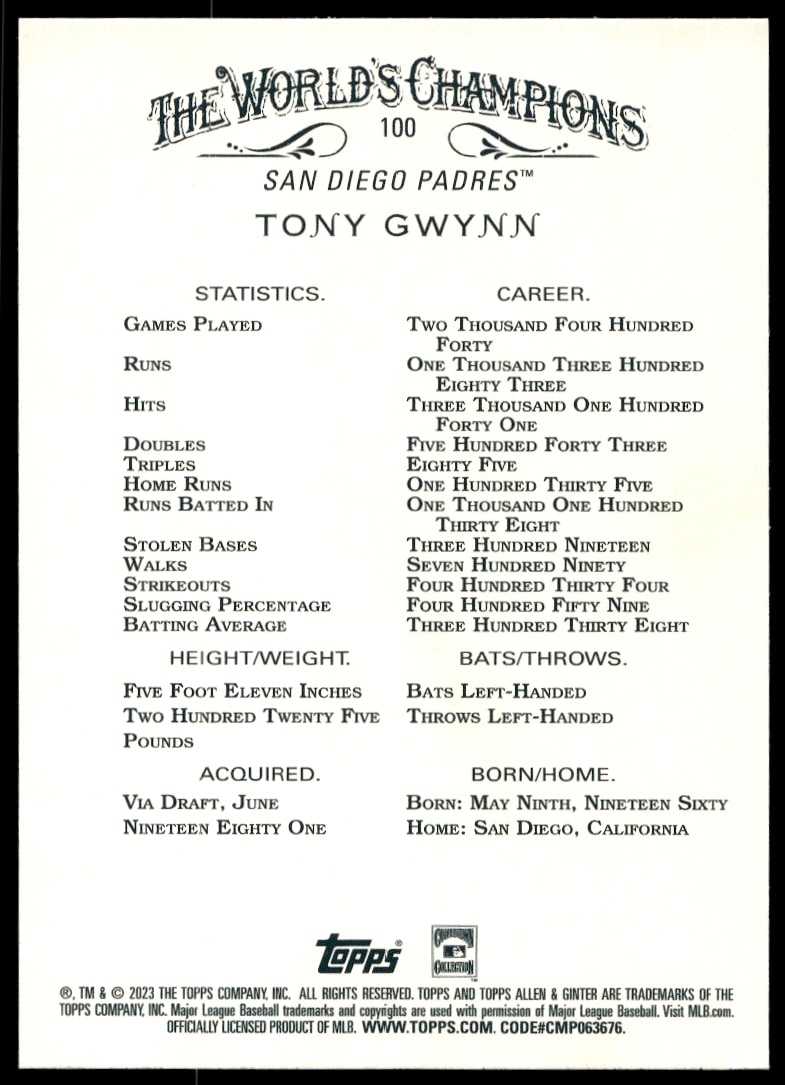 THE WORLD'S CHAMPIONS
100
SAN DIEGO PADRES™
TONY GWYNN
STATISTICS. CAREER.
GAMES PLAYED TWO THOUSAND FOUR HUNDRED
FORTY
RUNS ONE THOUSAND THREE HUNDRED
EIGHTY THREE
HITS THREE THOUSAND ONE HUNDRED
FORTY ONE
DOUBLES FIVE HUNDRED FORTY THREE
TRIPLES EIGHTY FIVE
HOME RUNS ONE HUNDRED THIRTY FIVE
RUNS BATTED IN ONE THOUSAND ONE HUNDRED
THIRTY EIGHT
STOLEN BASES THREE HUNDRED NINETEEN
WALKS SEVEN HUNDRED NINETY
STRIKEOUTS FOUR HUNDRED THIRTY FOUR
SLUGGING PERCENTAGE FOUR HUNDRED FIFTY NINE
BATTING AVERAGE THREE HUNDRED THIRTY EIGHT
HEIGHT/WEIGHT. BATS/THROWS.
FIVE FOOT ELEVEN INCHES BATS LEFT-HANDED
TWO HUNDRED TWENTY FIVE THROWS LEFT-HANDED
POUNDS
ACQUIRED. BORN/HOME.
VIA DRAFT, JUNE BORN: MAY NINTH, NINETEEN SIXTY
NINETEEN EIGHTY ONE HOME: SAN DIEGO, CALIFORNIA
TOPPS® COOPERSTOWN
COLLECTION™
®, TM & © 2023 THE TOPPS COMPANY, INC. ALL RIGHTS RESERVED. TOPPS AND TOPPS ALLEN & GINTER ARE TRADEMARKS OF THE
TOPPS COMPANY, INC. Major League Baseball trademarks and copyrights are used with permission of Major League Baseball. Visit MLB.com.
OFFICIALLY LICENSED PRODUCT OF MLB. WWW.TOPPS.COM. CODE#CMP063676.